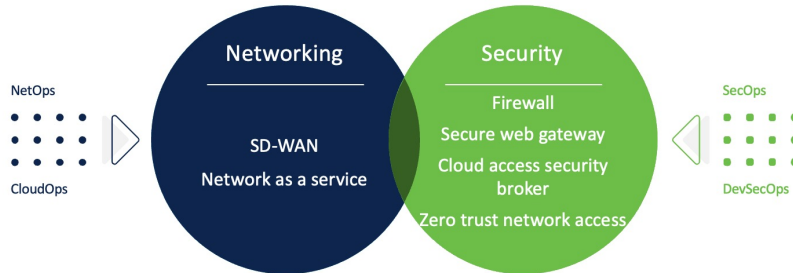 Networking
Security
NetOps
CloudOps
SD-WAN
Network as a service
Firewall
Secure web gateway
Cloud access security
broker
Zero trust network access
SecOps
DevSecOps